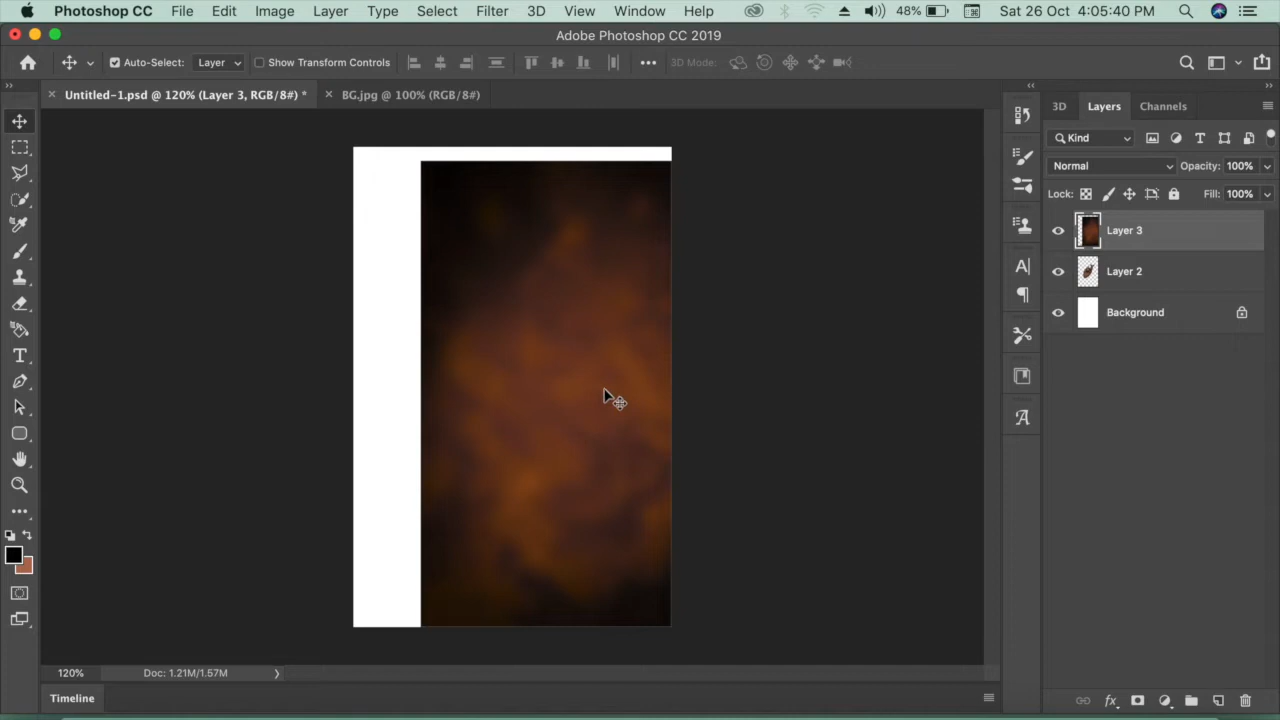 Photoshop CC File Edit Image Layer Type Select Filter 3D View Window Help 48% Sat 26 Oct 4:05:40 PM
Adobe Photoshop CC 2019
Auto-Select: Layer Show Transform Controls 3D Mode:
Untitled-1.psd @ 120% (Layer 3, RGB/8#) * BG.jpg @ 100% (RGB/8#)
3D Layers Channels
Kind
Normal Opacity: 100%
Lock: Fill: 100%
Layer 3
Layer 2
Background
120% Doc: 1.21M/1.57M
Timeline